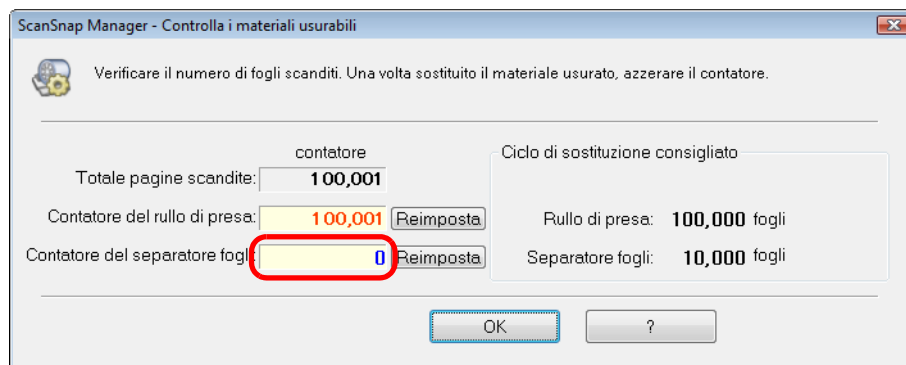 ScanSnap Manager - Controlla i materiali usurabili
Verificare il numero di fogli scanditi. Una volta sostituito il materiale usurato, azzerare il contatore.
contatore
Totale pagine scandite: 100,001
Contatore del rullo di presa: 100,001 Reimposta
Contatore del separatore fogli: 0 Reimposta
Ciclo di sostituzione consigliato
Rullo di presa: 100,000 fogli
Separatore fogli: 10,000 fogli
OK ?